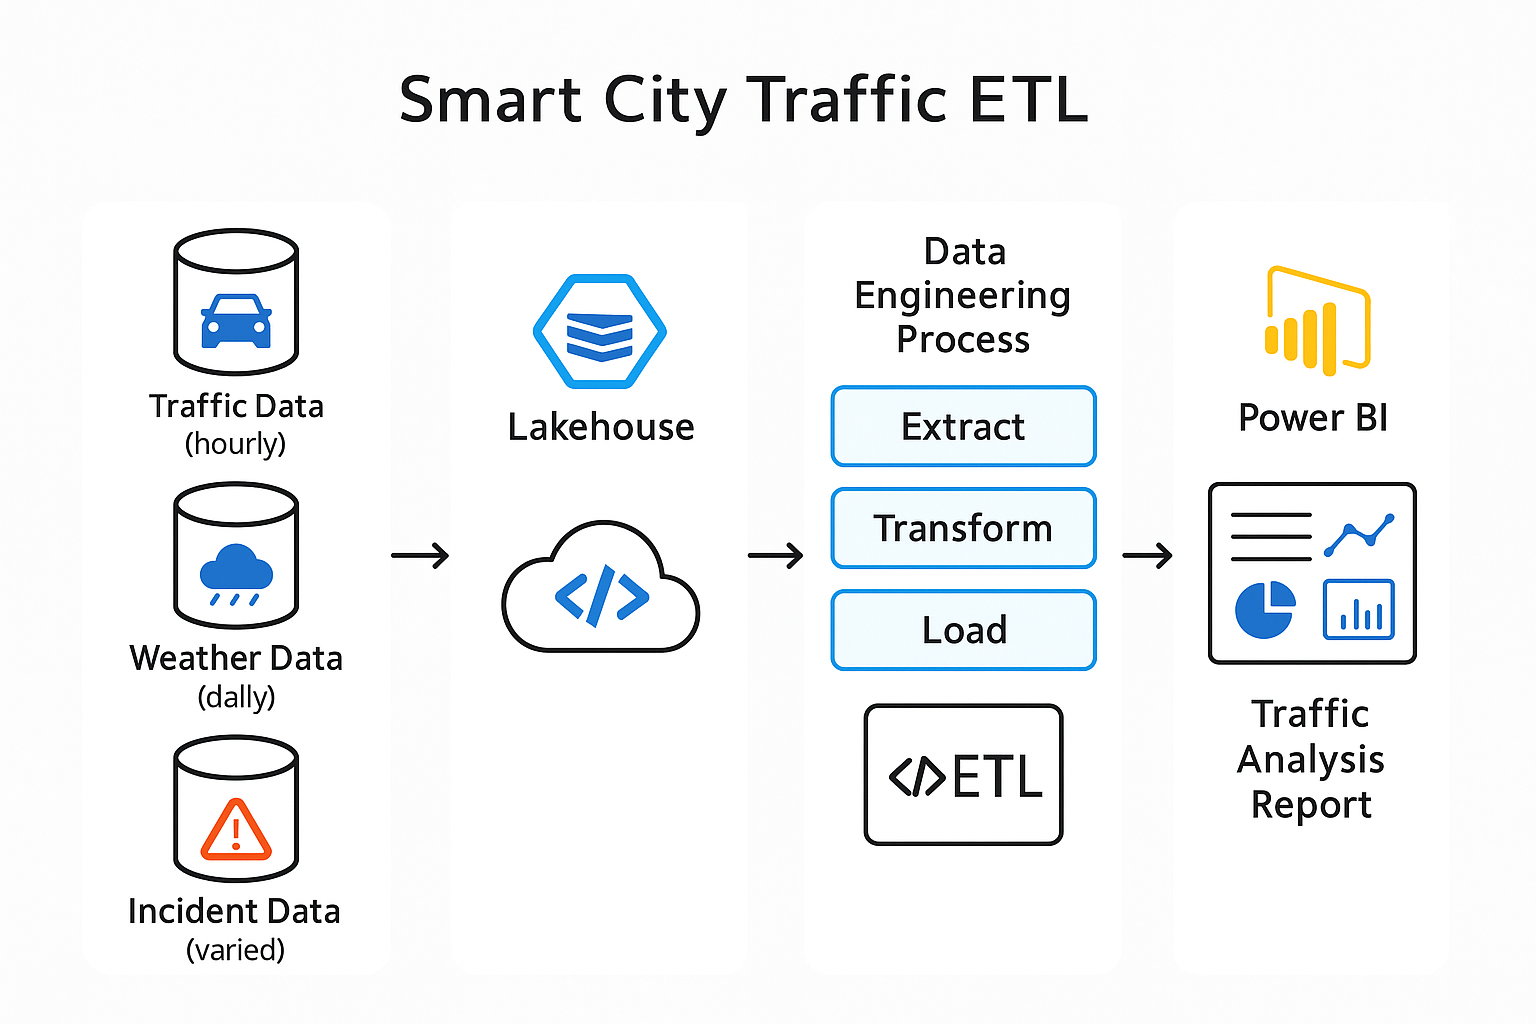 Smart City Traffic ETL
Traffic Data
(hourly)
Weather Data
(dally)
Incident Data
(varied)
Lakehouse
</>
Data
Engineering
Process
Extract
Transform
Load
</>ETL
Power BI
Traffic
Analysis
Report